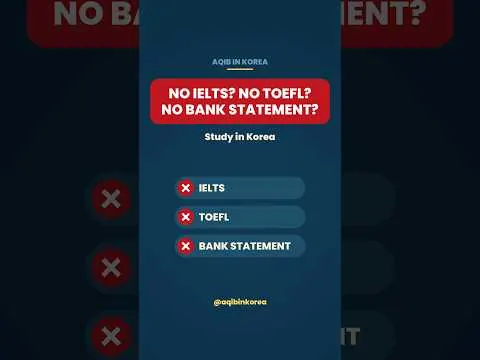 AQIB IN KOREA
NO IELTS? NO TOEFL?
NO BANK STATEMENT?
Study in Korea
IELTS
TOEFL
BANK STATEMENT
@aqibinkorea